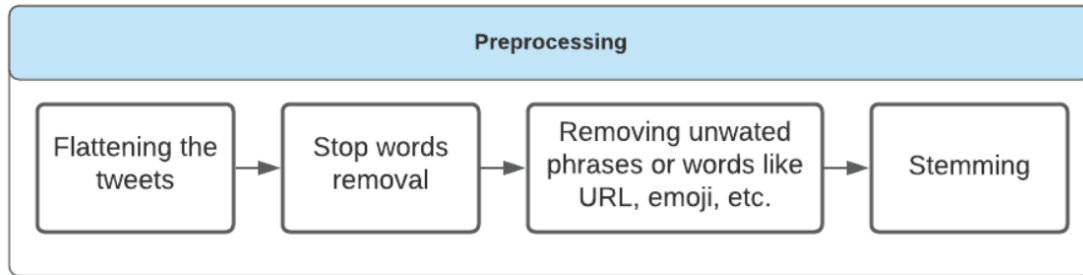 Preprocessing
Flattening the
tweets
Stop words
removal
Removing unwated
phrases or words like
URL, emoji, etc.
Stemming